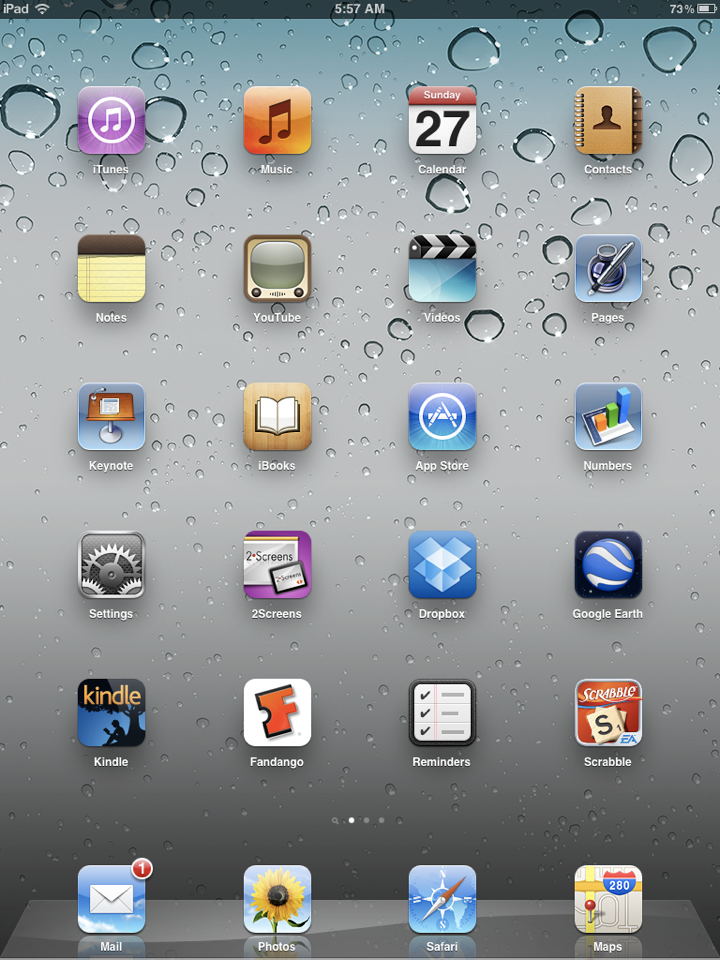 iPad 5:57 AM 73%
Sunday
27
iTunes Music Calendar Contacts
Notes YouTube Videos Pages
Keynote iBooks App Store Numbers
2 Screens
2 Screens
Settings 2Screens Dropbox Google Earth
kindle F SCRABBLE
S
EA
Kindle Fandango Reminders Scrabble
1
280
Mail Photos Safari Maps